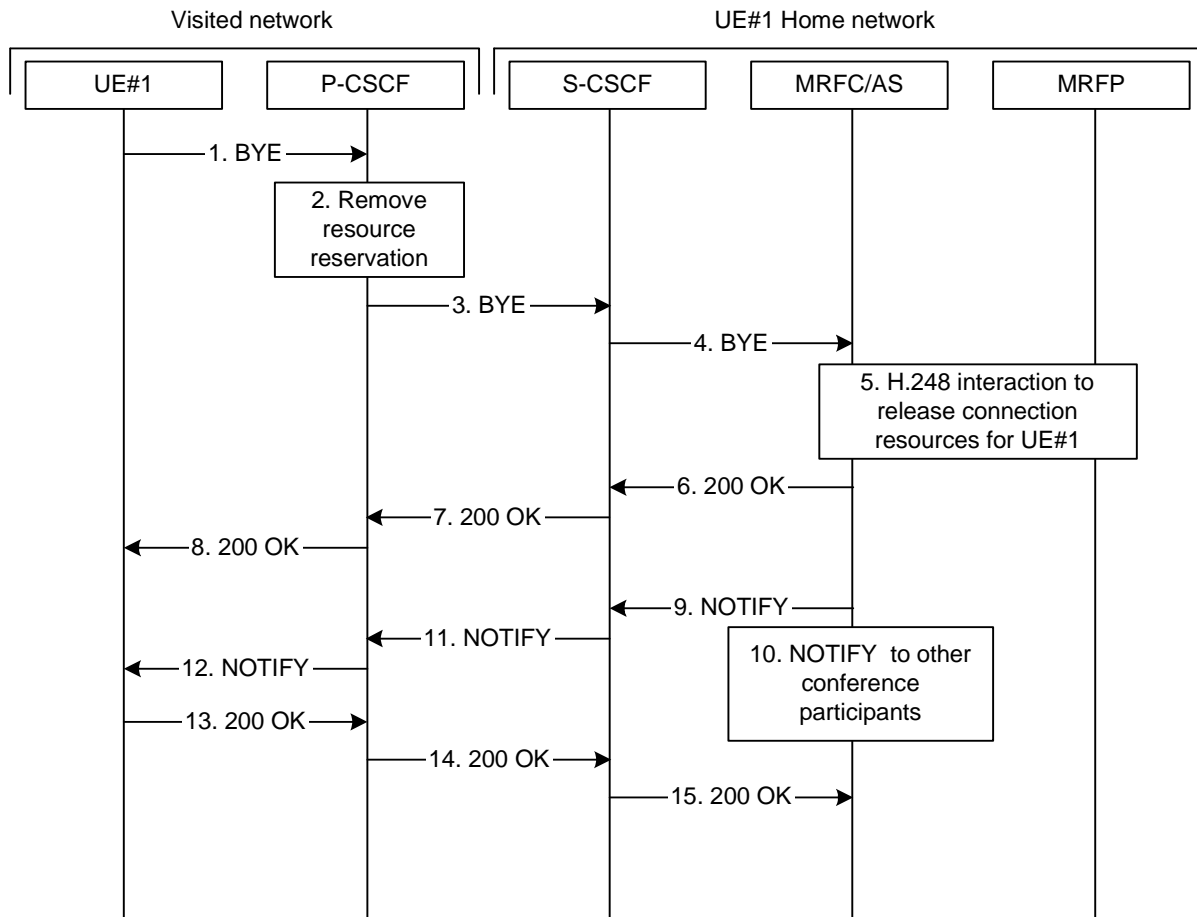 Visited network
UE#1 Home network
UE#1
P-CSCF
S-CSCF
MRFC/AS
MRFP
1. BYE
2. Remove
resource
reservation
3. BYE
4. BYE
5. H.248 interaction to
release connection
resources for UE#1
6. 200 OK
7. 200 OK
8. 200 OK
9. NOTIFY
10. NOTIFY to other
conference
participants
11. NOTIFY
12. NOTIFY
13. 200 OK
14. 200 OK
15. 200 OK